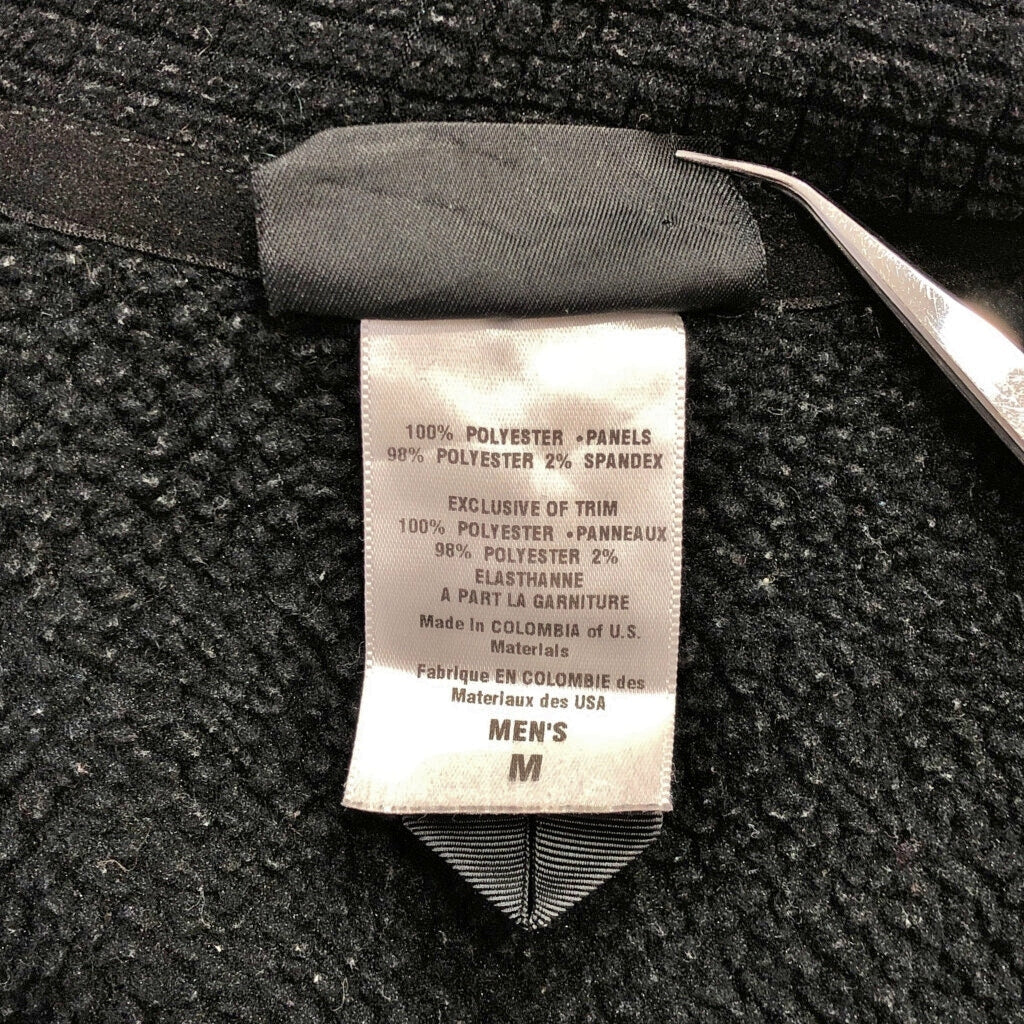 100% POLYESTER •PANELS
98% POLYESTER 2% SPANDEX
EXCLUSIVE OF TRIM
100% POLYESTER •PANNEAUX
98% POLYESTER 2%
ELASTHANNE
A PART LA GARNITURE
Made In COLOMBIA of U.S.
Materials
Fabrique EN COLOMBIE des
Materiaux des USA
MEN'S
M